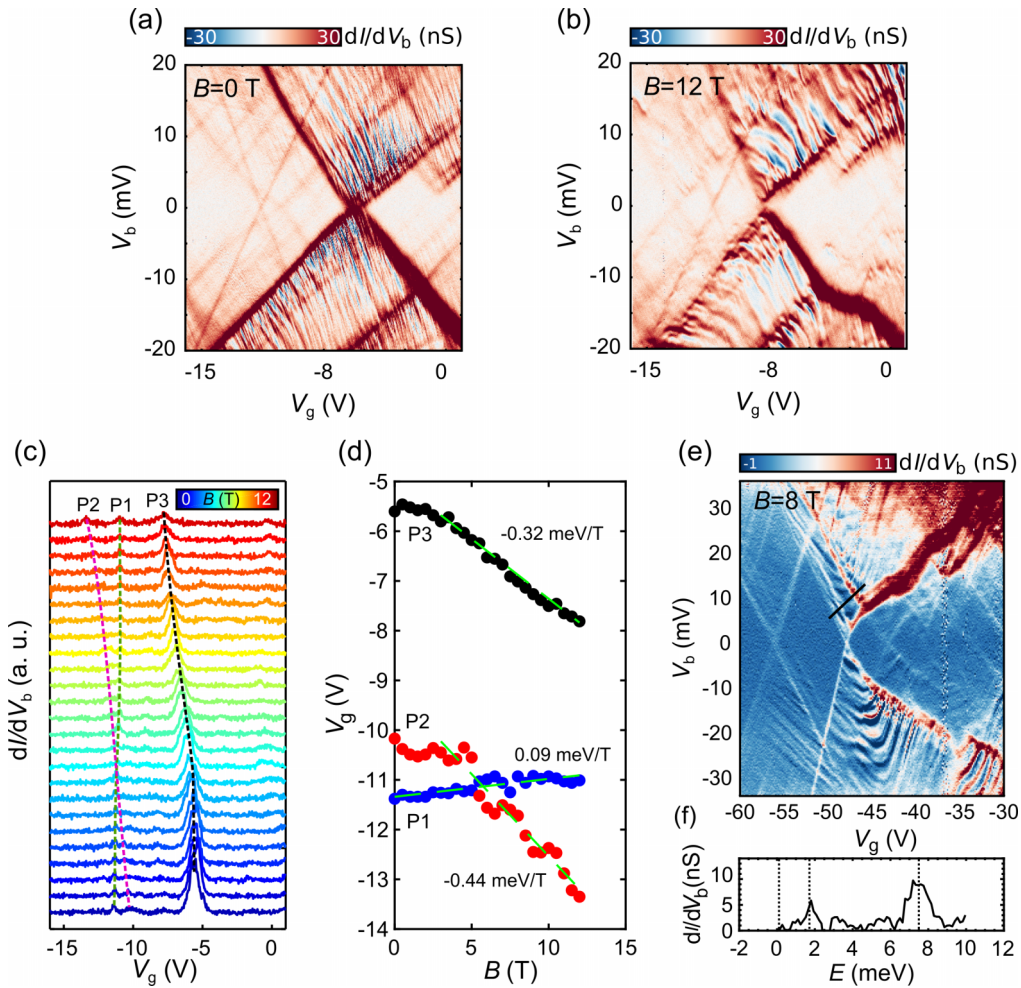 (a)
-30 30 dI/dVb (nS)
B=0 T
20
10
0
-10
-20
Vb (mV)
-15 -8 0
Vg (V)
(b)
-30 30 dI/dVb (nS)
B=12 T
20
10
0
-10
-20
Vb (mV)
-15 -8 0
Vg (V)
(c)
P2 P1 P3
0 B (T) 12
dI/dVb (a. u.)
-15 -10 -5 0
Vg (V)
(d)
-5
-6
-7
-8
-9
-10
-11
-12
-13
-14
Vg (V)
P3
-0.32 meV/T
P2
0.09 meV/T
P1
-0.44 meV/T
0 5 10 15
B (T)
(e)
-1 11 dI/dVb (nS)
B=8 T
30
20
10
0
-10
-20
-30
Vb (mV)
-60 -55 -50 -45 -40 -35 -30
Vg (V)
(f)
10
5
0
dI/dVb(nS)
-2 0 2 4 6 8 10 12
E (meV)